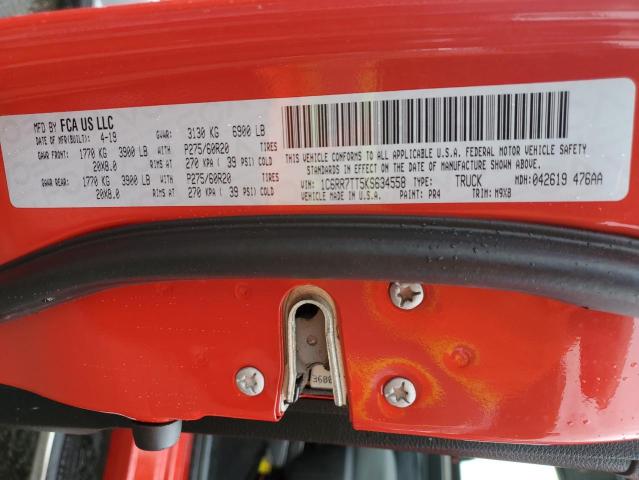 MFD BY FCA US LLC
DATE OF MFR(BUILT): 4-19 GVWR: 3130 KG 6900 LB
GAWR FRONT: 1770 KG 3900 LB WITH P275/60R20
20X8.0 RIMS AT 270 KPA ( 39 PSI) COLD
GAWR REAR: 1770 KG 3900 LB WITH P275/60R20
20X8.0 RIMS AT 270 KPA ( 39 PSI) COLD
TIRES
TIRES
THIS VEHICLE CONFORMS TO ALL APPLICABLE U.S.A. FEDERAL MOTOR VEHICLE SAFETY
STANDARDS IN EFFECT ON THE DATE OF MANUFACTURE SHOWN ABOVE.
VIN: 1C6RR7TT5KS634558 TYPE: TRUCK MDH: 042619 476AA
VEHICLE MADE IN U.S.A. PAINT: PR4 TRIM: M9X8